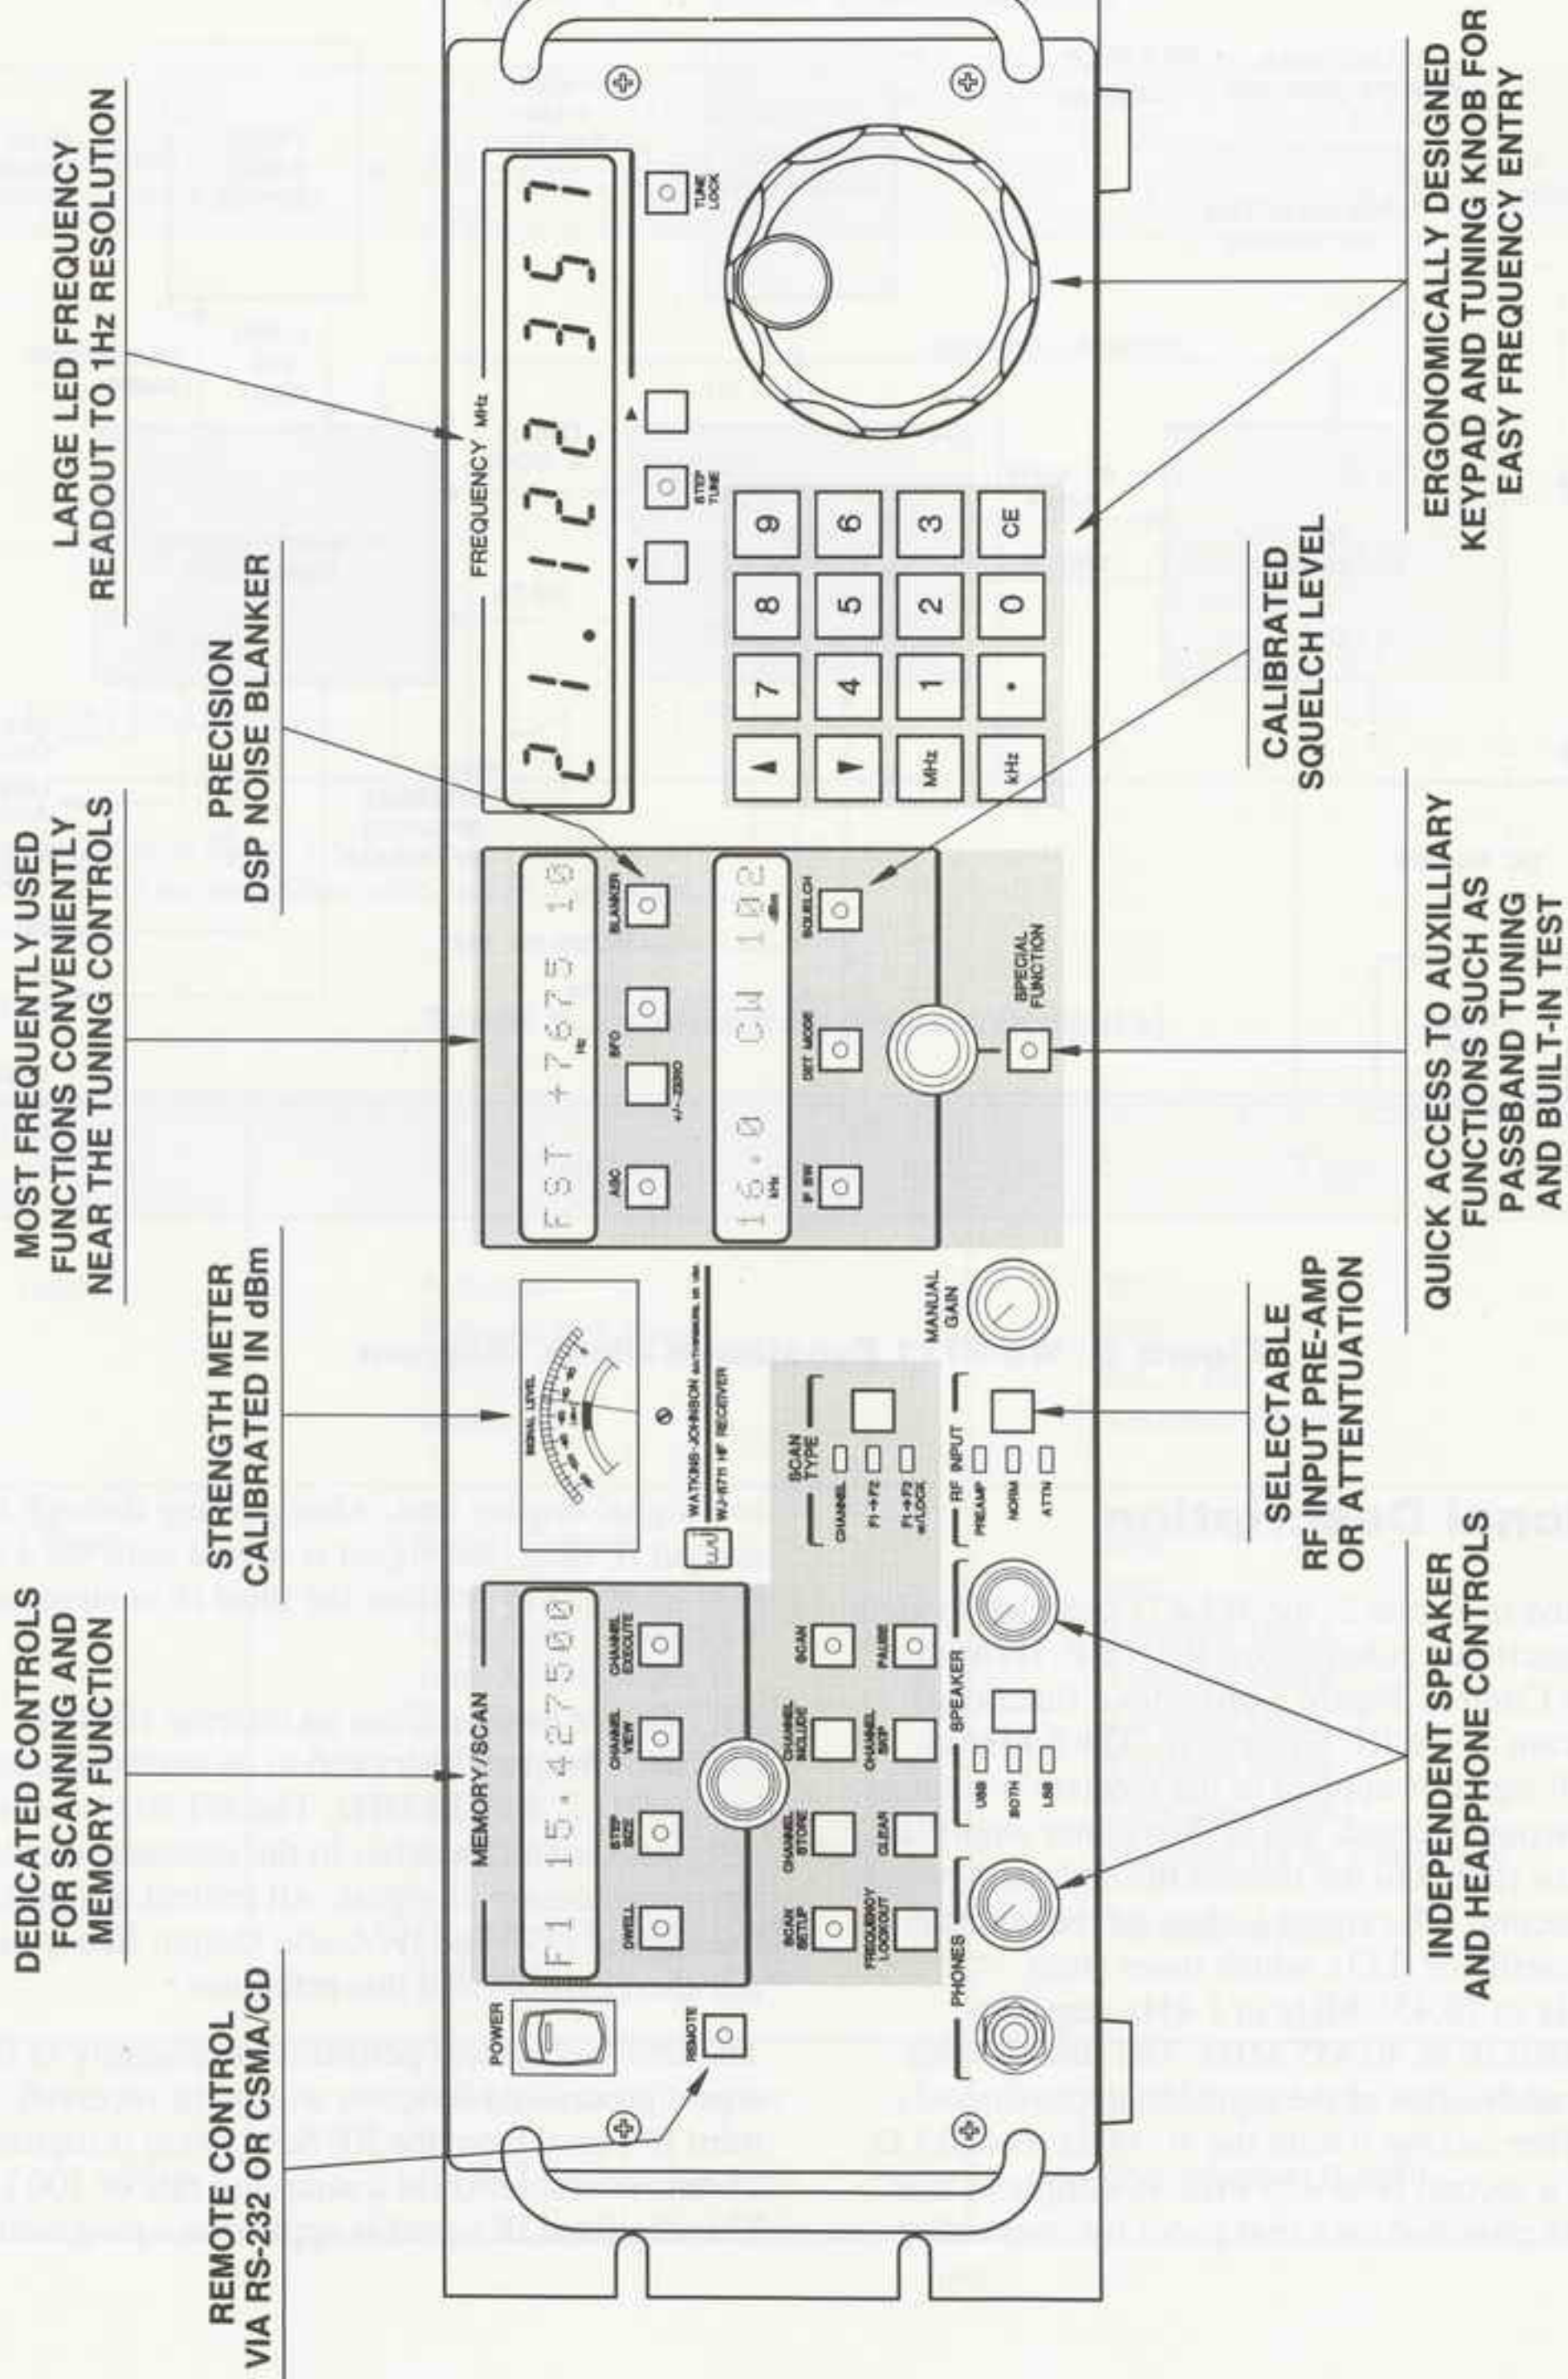 REMOTE CONTROL
VIA RS-232 OR CSMA/CD
DEDICATED CONTROLS
FOR SCANNING AND
MEMORY FUNCTION
STRENGTH METER
CALIBRATED IN dBm
MOST FREQUENTLY USED
FUNCTIONS CONVENIENTLY
NEAR THE TUNING CONTROLS
PRECISION
DSP NOISE BLANKER
LARGE LED FREQUENCY
READOUT TO 1Hz RESOLUTION
POWER
REMOTE
MEMORY/SCAN
F1 15.427500
DWELL
STEP
SIZE
CHANNEL
VIEW
CHANNEL
EXECUTE
SCAN
SETUP
CHANNEL
STORE
CHANNEL
INCLUDE
SCAN
FREQUENCY
LOCKOUT
CLEAR
CHANNEL
SKIP
PAUSE
SIGNAL LEVEL
WATKINS-JOHNSON
WJ-8711 HF RECEIVER
SCAN
TYPE
CHANNEL
F1→F2
F1→F2
w/LOCK
PHONES
SPEAKER
USB
BOTH
LSB
RF INPUT
PREAMP
NORM
ATTN
MANUAL
GAIN
FST +7675 10
Hz
AGC
+/--ZERO
BFO
BLANKER
16.0 CW 102
kHz
-dBm
IF BW
DET MODE
SQUELCH
SPECIAL
FUNCTION
FREQUENCY MHz
21.122357
◄
STEP
TUNE
►
TUNE
LOCK
▲ 7 8 9
▼ 4 5 6
MHz 1 2 3
kHz • 0 CE
INDEPENDENT SPEAKER
AND HEADPHONE CONTROLS
SELECTABLE
RF INPUT PRE-AMP
OR ATTENTUATION
QUICK ACCESS TO AUXILLIARY
FUNCTIONS SUCH AS
PASSBAND TUNING
AND BUILT-IN TEST
CALIBRATED
SQUELCH LEVEL
ERGONOMICALLY DESIGNED
KEYPAD AND TUNING KNOB FOR
EASY FREQUENCY ENTRY